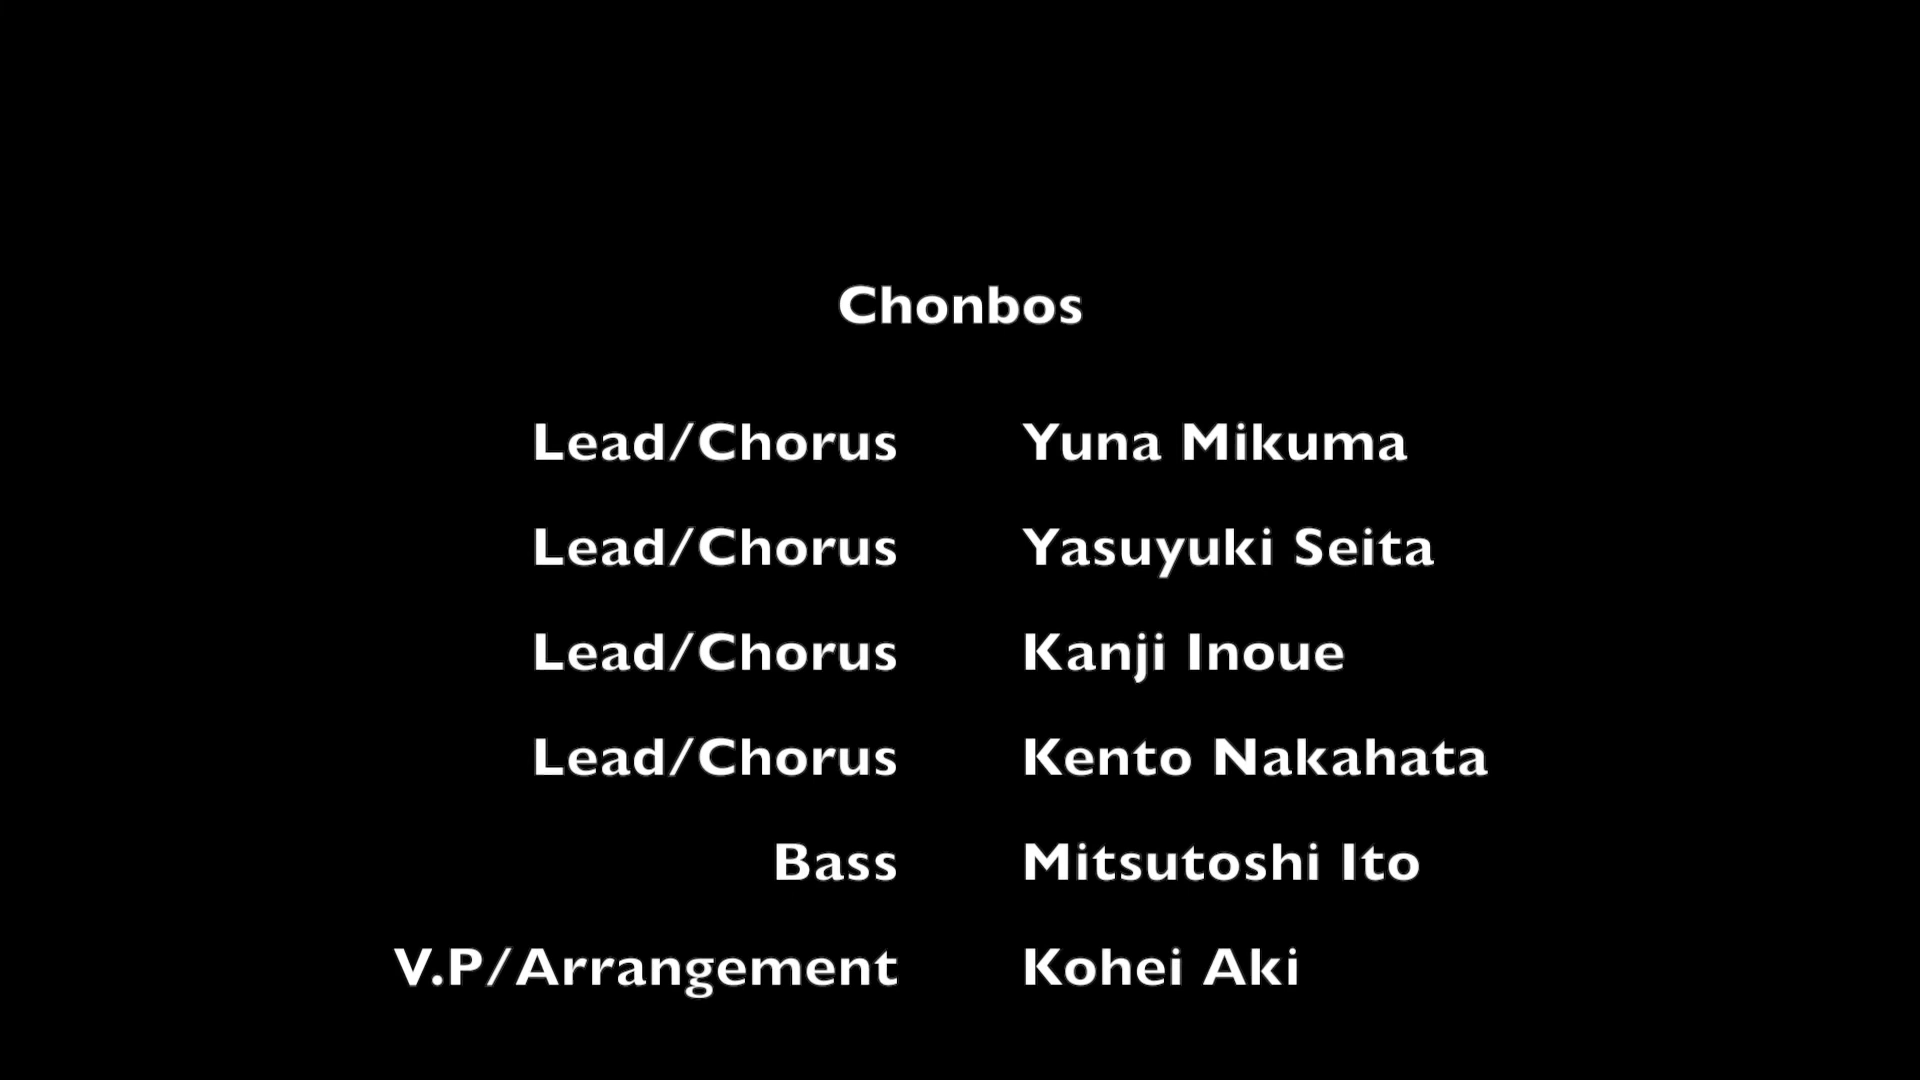 Chonbos
Lead/Chorus Yuna Mikuma
Lead/Chorus Yasuyuki Seita
Lead/Chorus Kanji Inoue
Lead/Chorus Kento Nakahata
Bass Mitsutoshi Ito
V.P/Arrangement Kohei Aki